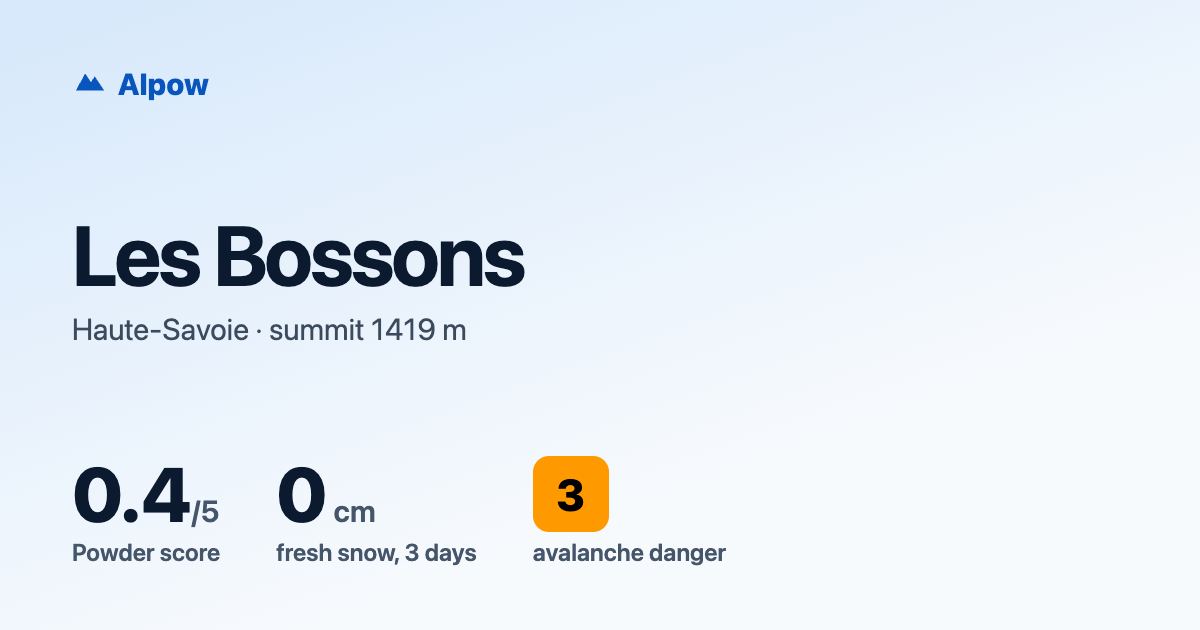 Alpow
Les Bossons
Haute-Savoie · summit 1419 m
0.4/5 0 cm 3
Powder score fresh snow, 3 days avalanche danger